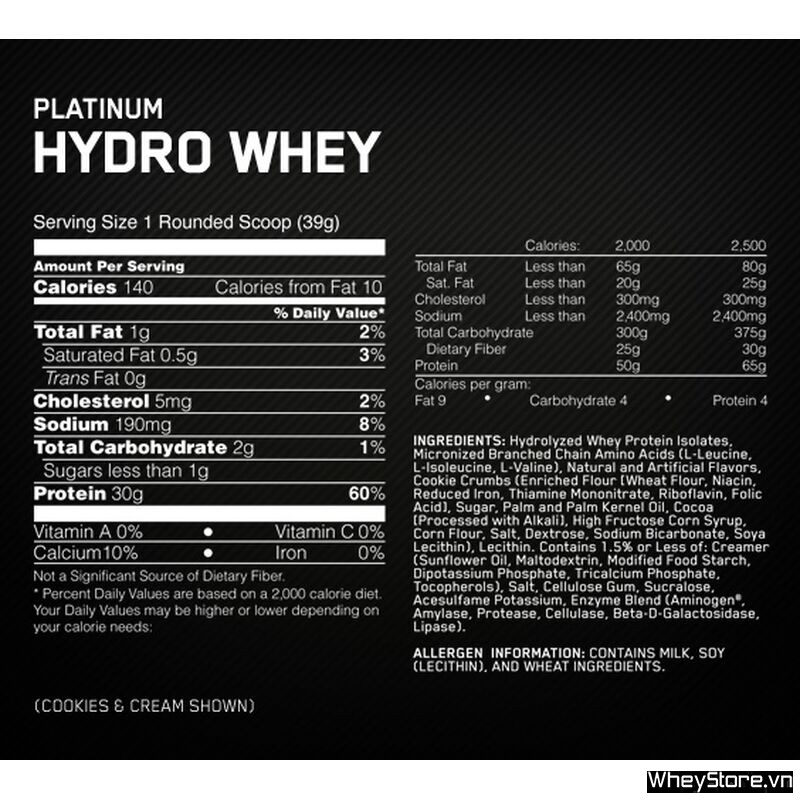 PLATINUM
HYDRO WHEY
Serving Size 1 Rounded Scoop (39g)
Amount Per Serving
Calories 140 Calories from Fat 10
% Daily Value*
Total Fat 1g 2%
Saturated Fat 0.5g 3%
Trans Fat 0g
Cholesterol 5mg 2%
Sodium 190mg 8%
Total Carbohydrate 2g 1%
Sugars less than 1g
Protein 30g 60%
Vitamin A 0% • Vitamin C 0%
Calcium 10% • Iron 0%
Not a Significant Source of Dietary Fiber.
* Percent Daily Values are based on a 2,000 calorie diet.
Your Daily Values may be higher or lower depending on
your calorie needs:
(COOKIES & CREAM SHOWN)
Calories: 2,000 2,500
Total Fat Less than 65g 80g
Sat. Fat Less than 20g 25g
Cholesterol Less than 300mg 300mg
Sodium Less than 2,400mg 2,400mg
Total Carbohydrate 300g 375g
Dietary Fiber 25g 30g
Protein 50g 65g
Calories per gram:
Fat 9 • Carbohydrate 4 • Protein 4
INGREDIENTS: Hydrolyzed Whey Protein Isolates,
Micronized Branched Chain Amino Acids (L-Leucine,
L-Isoleucine, L-Valine), Natural and Artificial Flavors,
Cookie Crumbs (Enriched Flour [Wheat Flour, Niacin,
Reduced Iron, Thiamine Mononitrate, Riboflavin, Folic
Acid], Sugar, Palm and Palm Kernel Oil, Cocoa
[Processed with Alkali], High Fructose Corn Syrup,
Corn Flour, Salt, Dextrose, Sodium Bicarbonate, Soya
Lecithin), Lecithin. Contains 1.5% or Less of: Creamer
(Sunflower Oil, Maltodextrin, Modified Food Starch,
Dipotassium Phosphate, Tricalcium Phosphate,
Tocopherols), Salt, Cellulose Gum, Sucralose,
Acesulfame Potassium, Enzyme Blend (Aminogen®,
Amylase, Protease, Cellulase, Beta-D-Galactosidase,
Lipase).
ALLERGEN INFORMATION: CONTAINS MILK, SOY
(LECITHIN), AND WHEAT INGREDIENTS.
WheyStore.vn